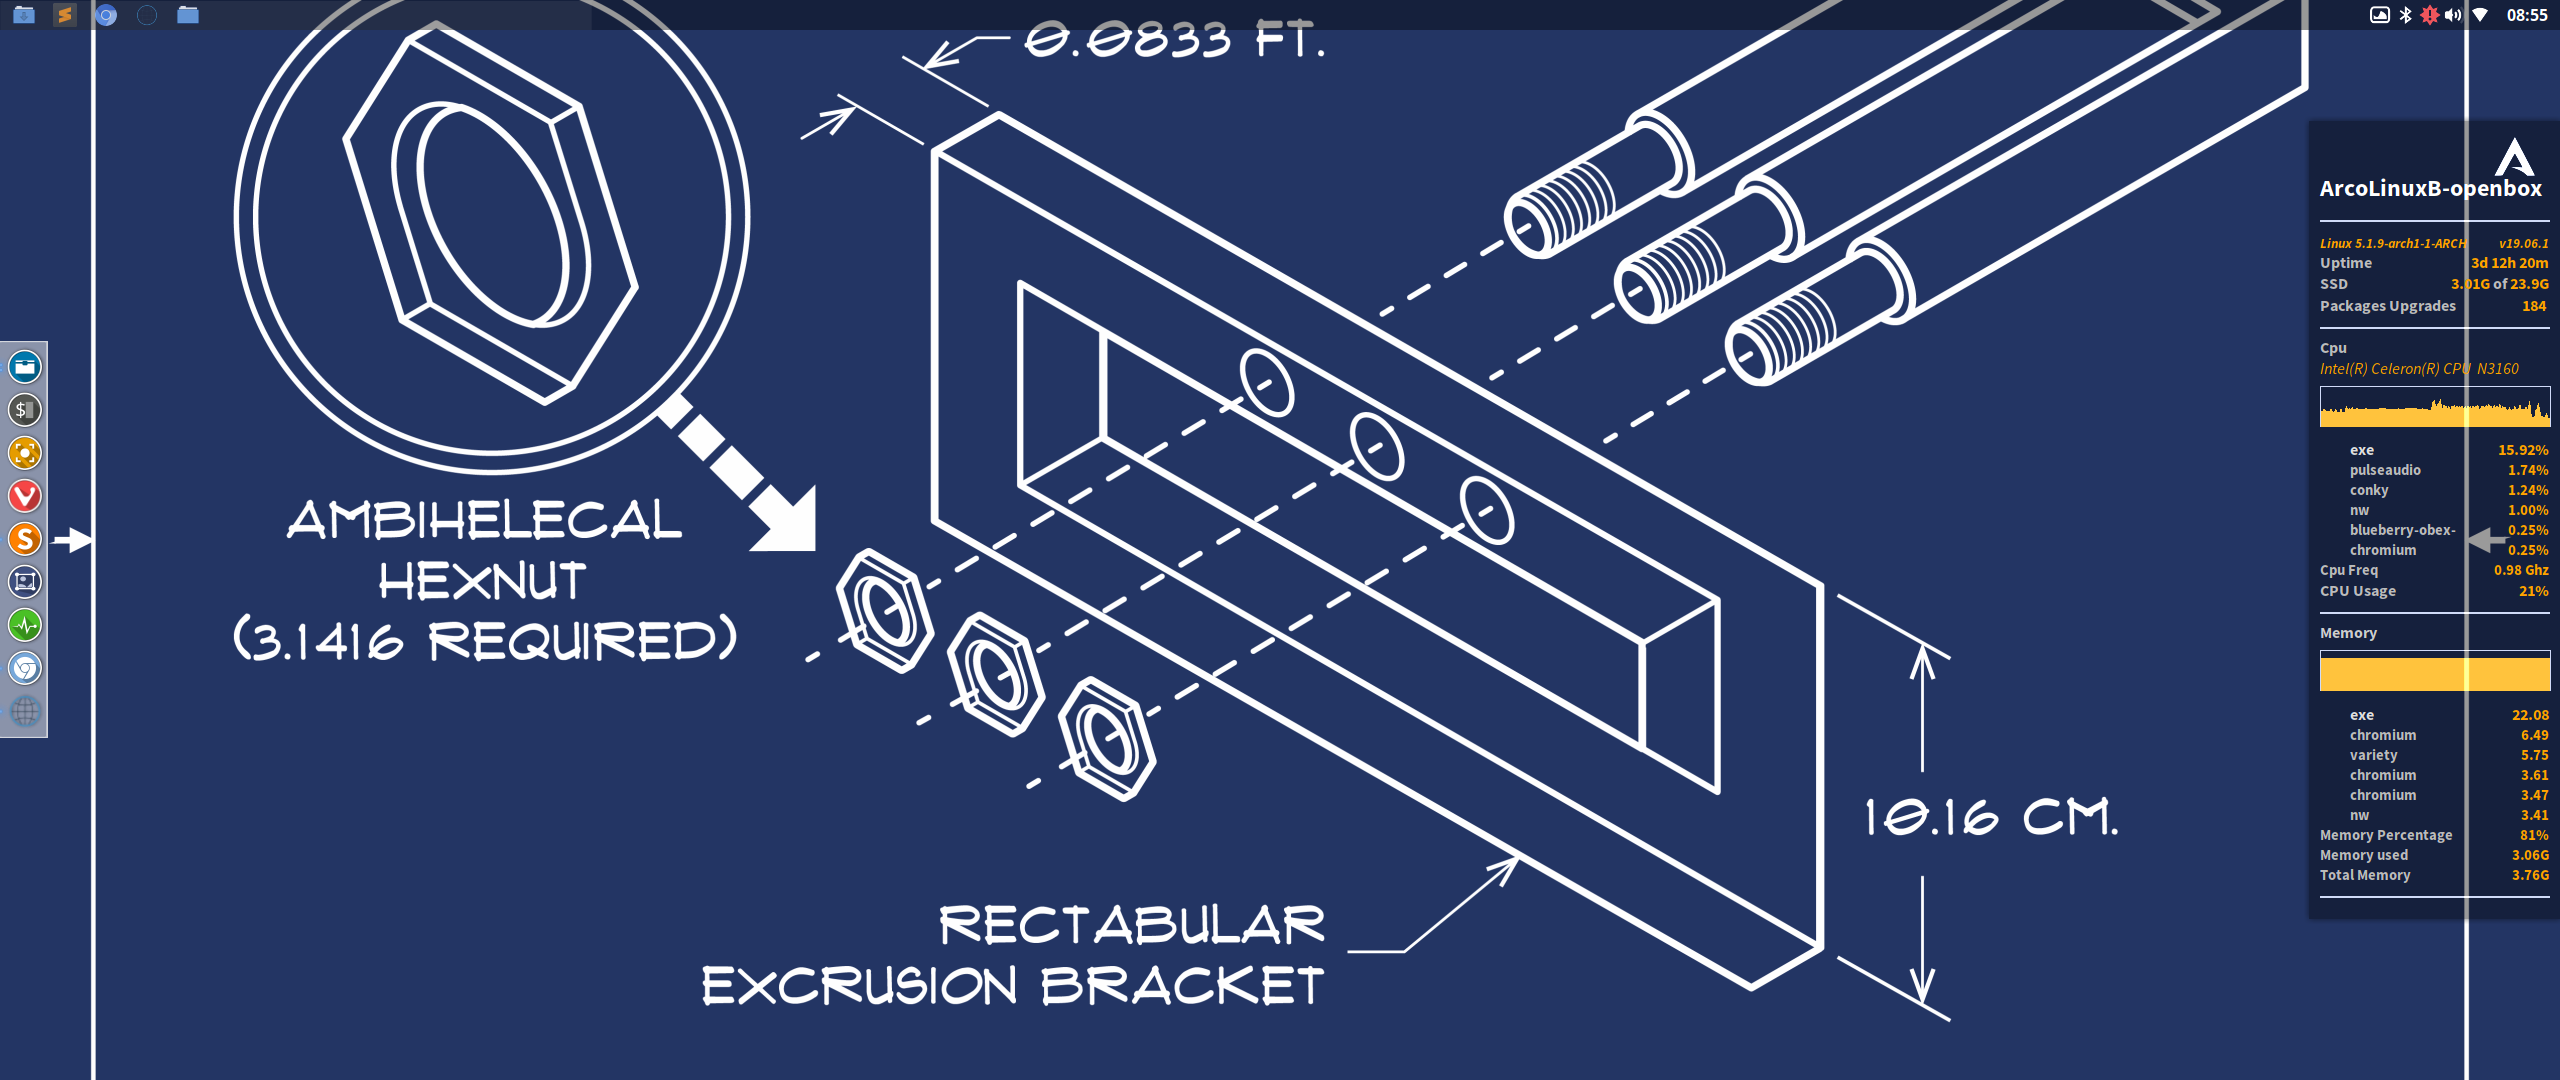 08:55
0.0833 FT.
ArcoLinuxB-openbox
Linux 5.1.9-arch1-1-ARCH v19.06.1
Uptime 3d 12h 20m
SSD 3.01G of 23.9G
Packages Upgrades 184
Cpu
Intel(R) Celeron(R) CPU N3160
exe 15.92%
pulseaudio 1.74%
conky 1.24%
nw 1.00%
blueberry-obex- 0.25%
chromium 0.25%
Cpu Freq 0.98 Ghz
CPU Usage 21%
Memory
exe 22.08
chromium 6.49
variety 5.75
chromium 3.61
chromium 3.47
nw 3.41
Memory Percentage 81%
Memory used 3.06G
Total Memory 3.76G
AMBIHELECAL
HEXNUT
(3.1416 REQUIRED)
10.16 CM.
RECTABULAR
EXCRUSION BRACKET